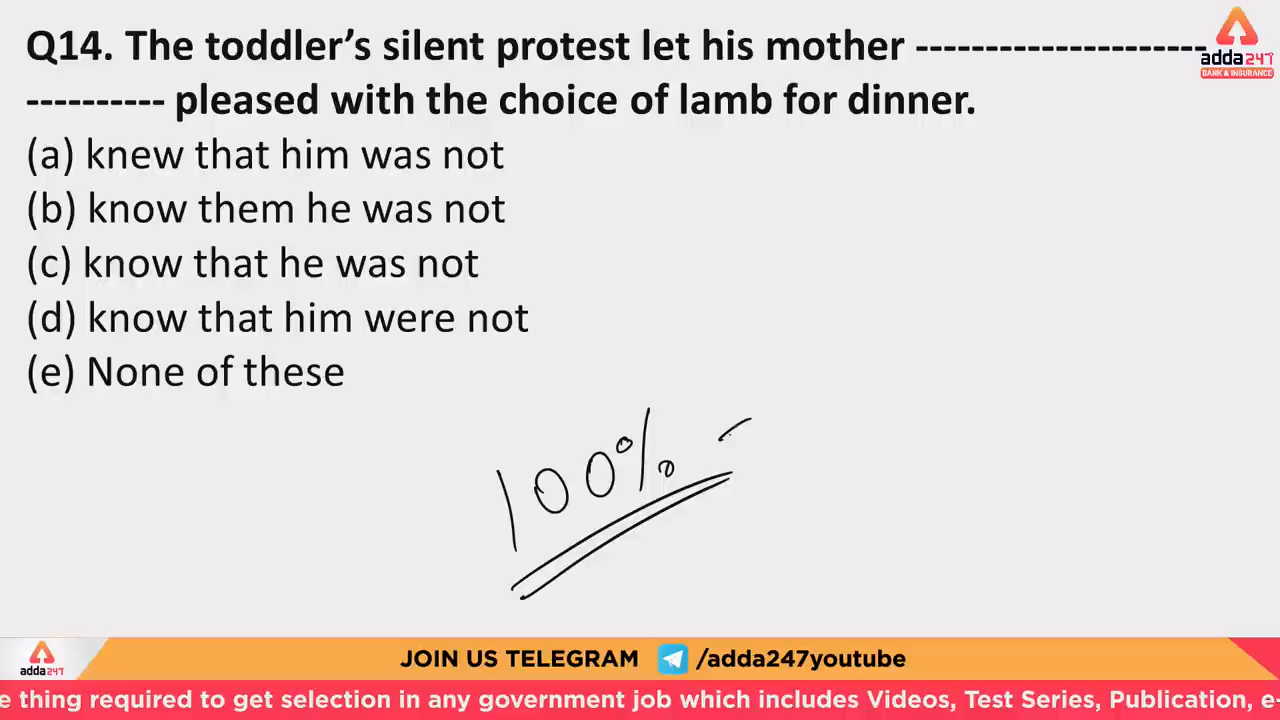 Q14. The toddler's silent protest let his mother ---------------------
---------- pleased with the choice of lamb for dinner.
(a) knew that him was not
(b) know them he was not
(c) know that he was not
(d) know that him were not
(e) None of these
100%
adda247
BANK & INSURANCE
adda247
JOIN US TELEGRAM /adda247youtube
e thing required to get selection in any government job which includes Videos, Test Series, Publication, e-